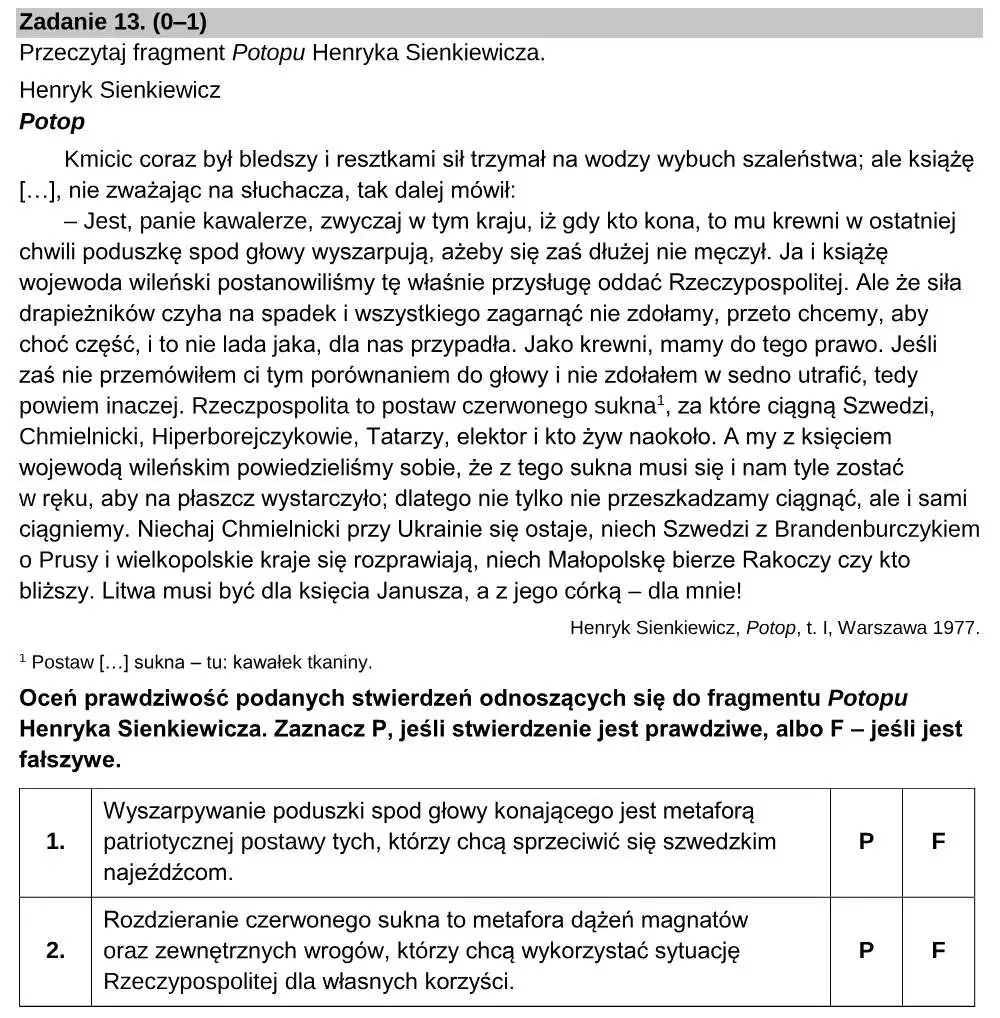 Zadanie 13. (0–1)
Przeczytaj fragment Potopu Henryka Sienkiewicza.
Henryk Sienkiewicz
Potop
Kmicic coraz był bledszy i resztkami sił trzymał na wodzy wybuch szaleństwa; ale książę
[…], nie zważając na słuchacza, tak dalej mówił:
– Jest, panie kawalerze, zwyczaj w tym kraju, iż gdy kto kona, to mu krewni w ostatniej
chwili poduszkę spod głowy wyszarpują, ażeby się zaś dłużej nie męczył. Ja i książę
wojewoda wileński postanowiliśmy tę właśnie przysługę oddać Rzeczypospolitej. Ale że siła
drapieżników czyha na spadek i wszystkiego zagarnąć nie zdołamy, przeto chcemy, aby
choć część, i to nie lada jaka, dla nas przypadła. Jako krewni, mamy do tego prawo. Jeśli
zaś nie przemówiłem ci tym porównaniem do głowy i nie zdołałem w sedno utrafić, tedy
powiem inaczej. Rzeczpospolita to postaw czerwonego sukna¹, za które ciągną Szwedzi,
Chmielnicki, Hiperborejczykowie, Tatarzy, elektor i kto żyw naokoło. A my z księciem
wojewodą wileńskim powiedzieliśmy sobie, że z tego sukna musi się i nam tyle zostać
w ręku, aby na płaszcz wystarczyło; dlatego nie tylko nie przeszkadzamy ciągnąć, ale i sami
ciągniemy. Niechaj Chmielnicki przy Ukrainie się ostaje, niech Szwedzi z Brandenburczykiem
o Prusy i wielkopolskie kraje się rozprawiają, niech Małopolskę bierze Rakoczy czy kto
bliższy. Litwa musi być dla księcia Janusza, a z jego córką – dla mnie!
Henryk Sienkiewicz, Potop, t. I, Warszawa 1977.
¹ Postaw […] sukna – tu: kawałek tkaniny.
Oceń prawdziwość podanych stwierdzeń odnoszących się do fragmentu Potopu
Henryka Sienkiewicza. Zaznacz P, jeśli stwierdzenie jest prawdziwe, albo F – jeśli jest
fałszywe.
1.
Wyszarpywanie poduszki spod głowy konającego jest metaforą
patriotycznej postawy tych, którzy chcą sprzeciwić się szwedzkim
najeźdźcom.
P
F
2.
Rozdzieranie czerwonego sukna to metafora dążeń magnatów
oraz zewnętrznych wrogów, którzy chcą wykorzystać sytuację
Rzeczypospolitej dla własnych korzyści.
P
F